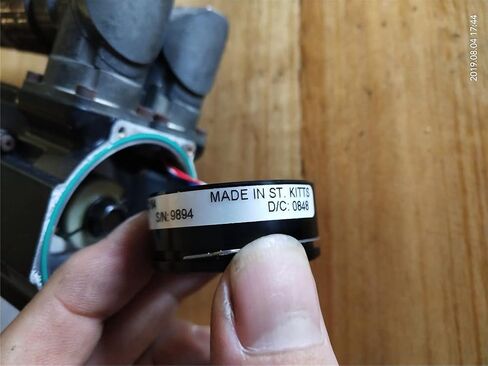 MADE IN ST. KITTS
S/N: 9894
D/C: 0848
2019.08.04 17:44